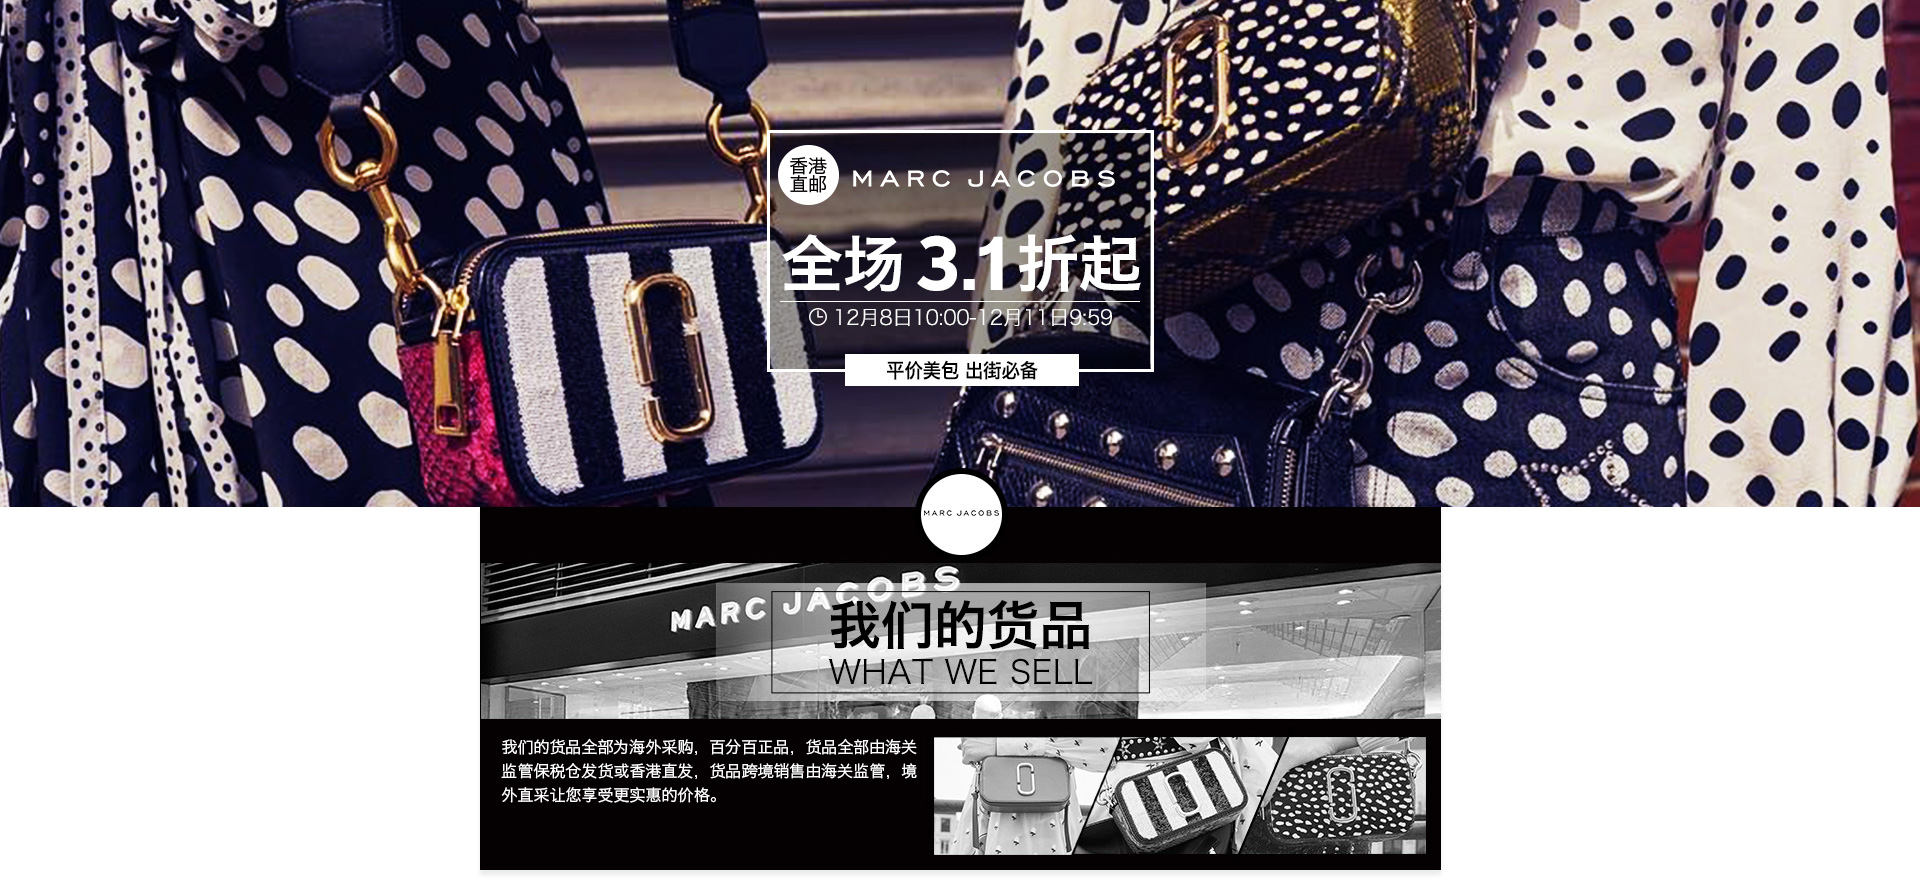 香港
直邮
MARC JACOBS
全场 3.1折起
12月8日10:00-12月11日9:59
平价美包 出街必备
MARC JACOBS
MARC JACOBS
我们的货品
WHAT WE SELL
我们的货品全部为海外采购，百分百正品，货品全部由海关
监管保税仓发货或香港直发，货品跨境销售由海关监管，境
外直采让您享受更实惠的价格。